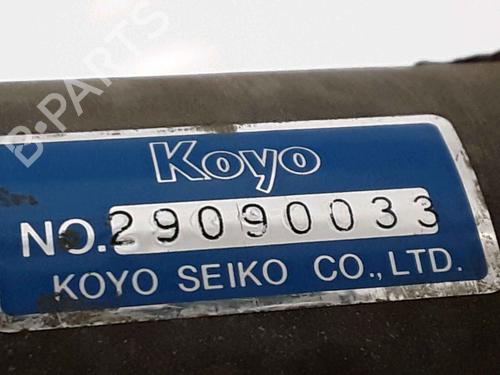 B-PARTS
Koyo
NO.29090033
KOYO SEIKO CO.,LTD.